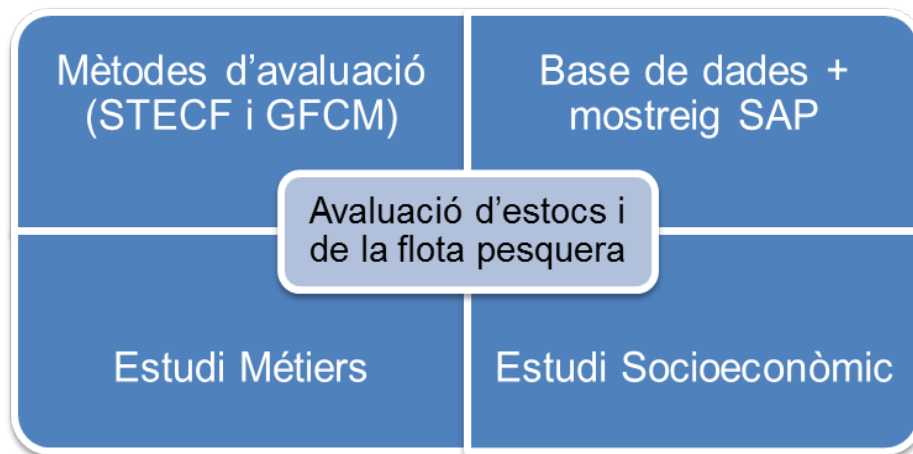 Mètodes d'avaluació
(STECF i GFCM)
Base de dades +
mostreig SAP
Avaluació d'estocs i
de la flota pesquera
Estudi Métiers
Estudi Socioeconòmic